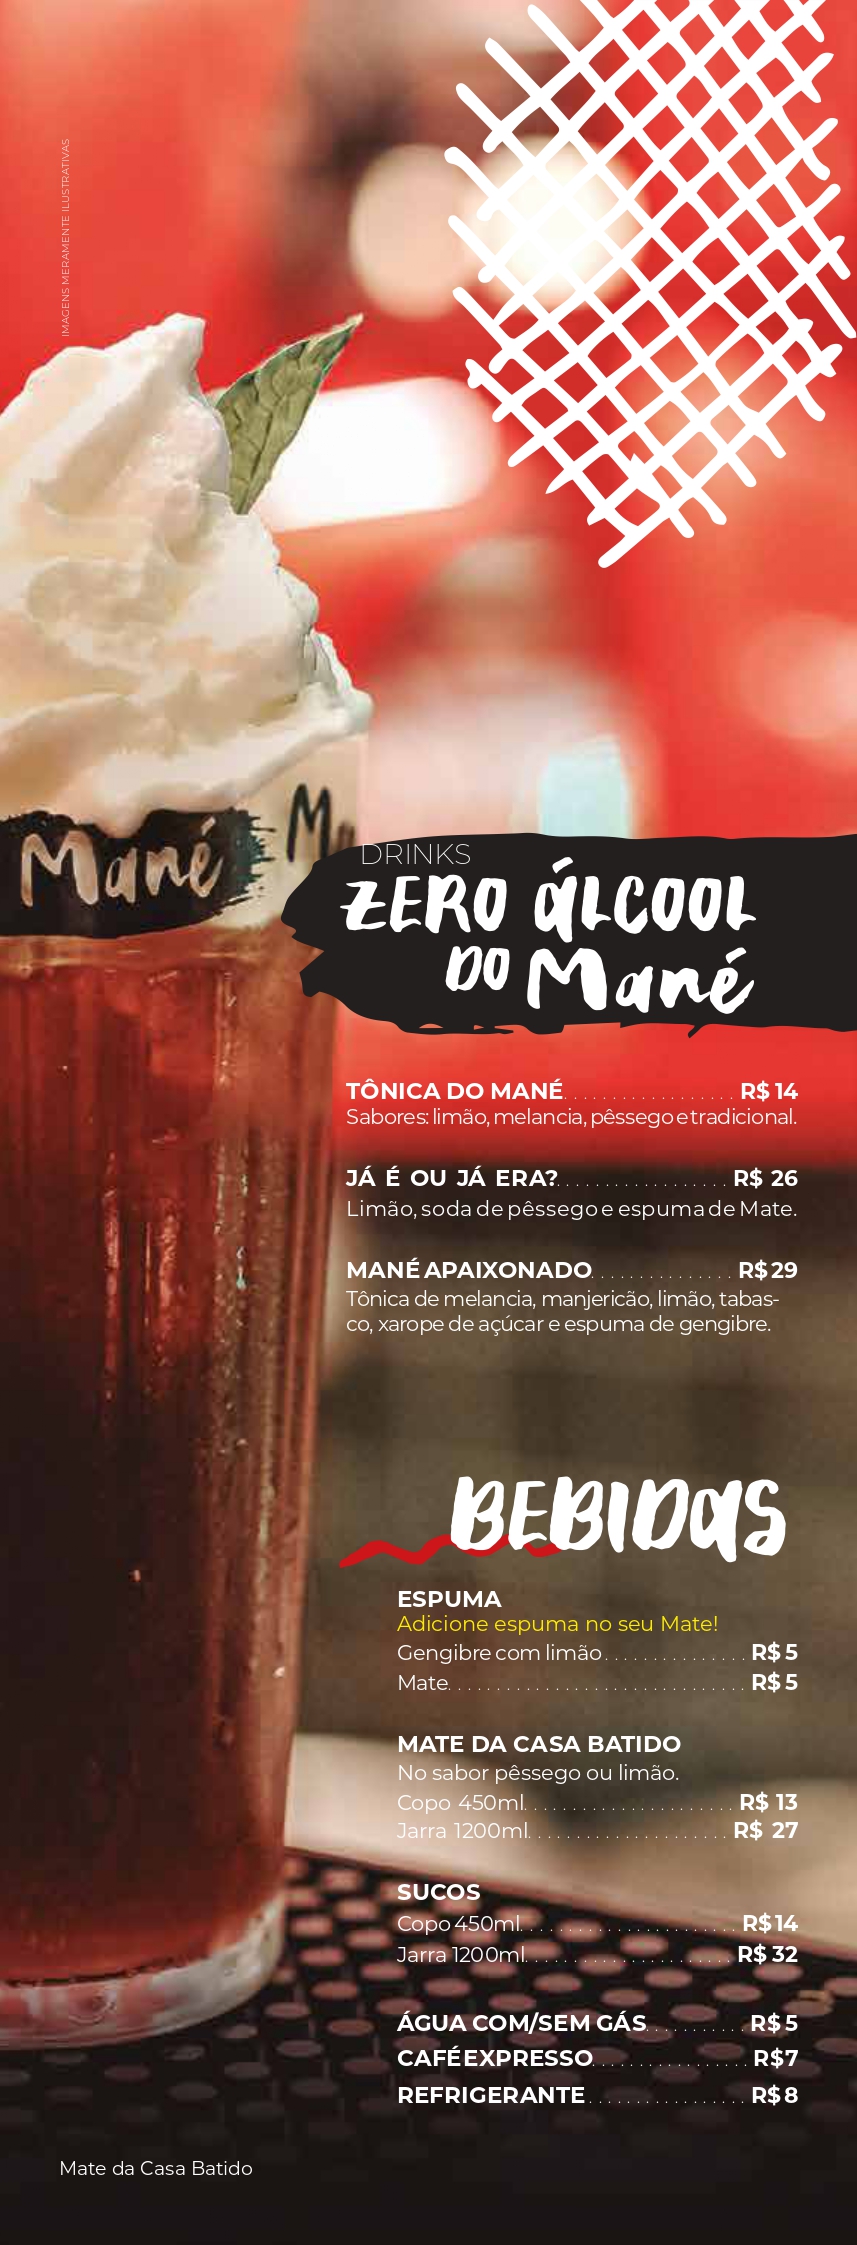 IMAGENS MERAMENTE ILUSTRATIVAS
Mané
DRINKS
ZERO ÁLCOOL
DO Mané
TÔNICA DO MANÉ.................. R$ 14
Sabores: limão, melancia, pêssego e tradicional.
JÁ É OU JÁ ERA?.................. R$ 26
Limão, soda de pêssego e espuma de Mate.
MANÉ APAIXONADO............... R$ 29
Tônica de melancia, manjericão, limão, tabas-
co, xarope de açúcar e espuma de gengibre.
BEBIDAS
ESPUMA
Adicione espuma no seu Mate!
Gengibre com limão............... R$ 5
Mate............................... R$ 5
MATE DA CASA BATIDO
No sabor pêssego ou limão.
Copo 450ml...................... R$ 13
Jarra 1200ml..................... R$ 27
SUCOS
Copo 450ml....................... R$ 14
Jarra 1200ml...................... R$ 32
ÁGUA COM/SEM GÁS........... R$ 5
CAFÉ EXPRESSO................. R$ 7
REFRIGERANTE................. R$ 8
Mate da Casa Batido